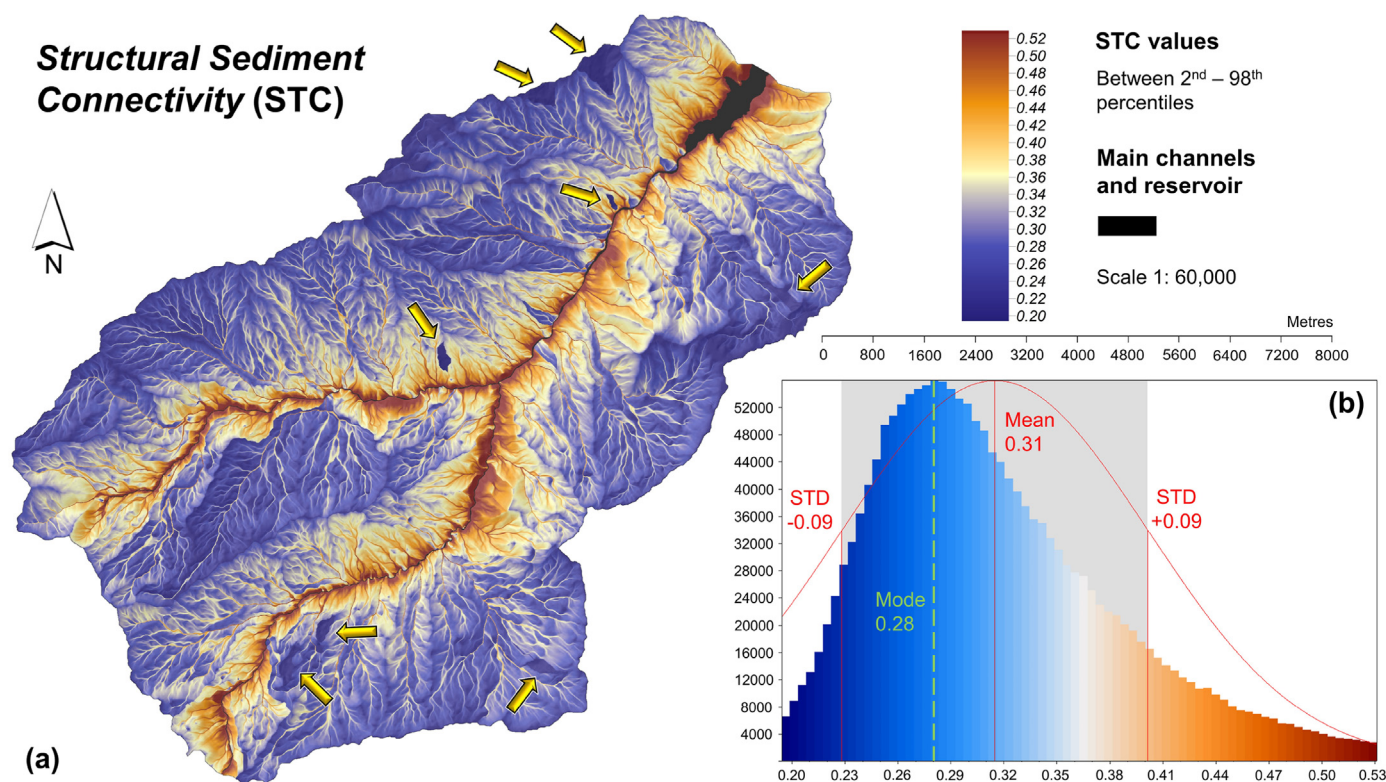 Structural Sediment
Connectivity (STC)
N
(a)
0.52
0.50
0.48
0.46
0.44
0.42
0.40
0.38
0.36
0.34
0.32
0.30
0.28
0.26
0.24
0.22
0.20
STC values
Between 2nd – 98th
percentiles
Main channels
and reservoir
Scale 1: 60,000
Metres
0 800 1600 2400 3200 4000 4800 5600 6400 7200 8000
(b)
52000
48000
44000
40000
36000
32000
28000
24000
20000
16000
12000
8000
4000
Mean
0.31
STD
-0.09
STD
+0.09
Mode
0.28
0.20 0.23 0.26 0.29 0.32 0.35 0.38 0.41 0.44 0.47 0.50 0.53